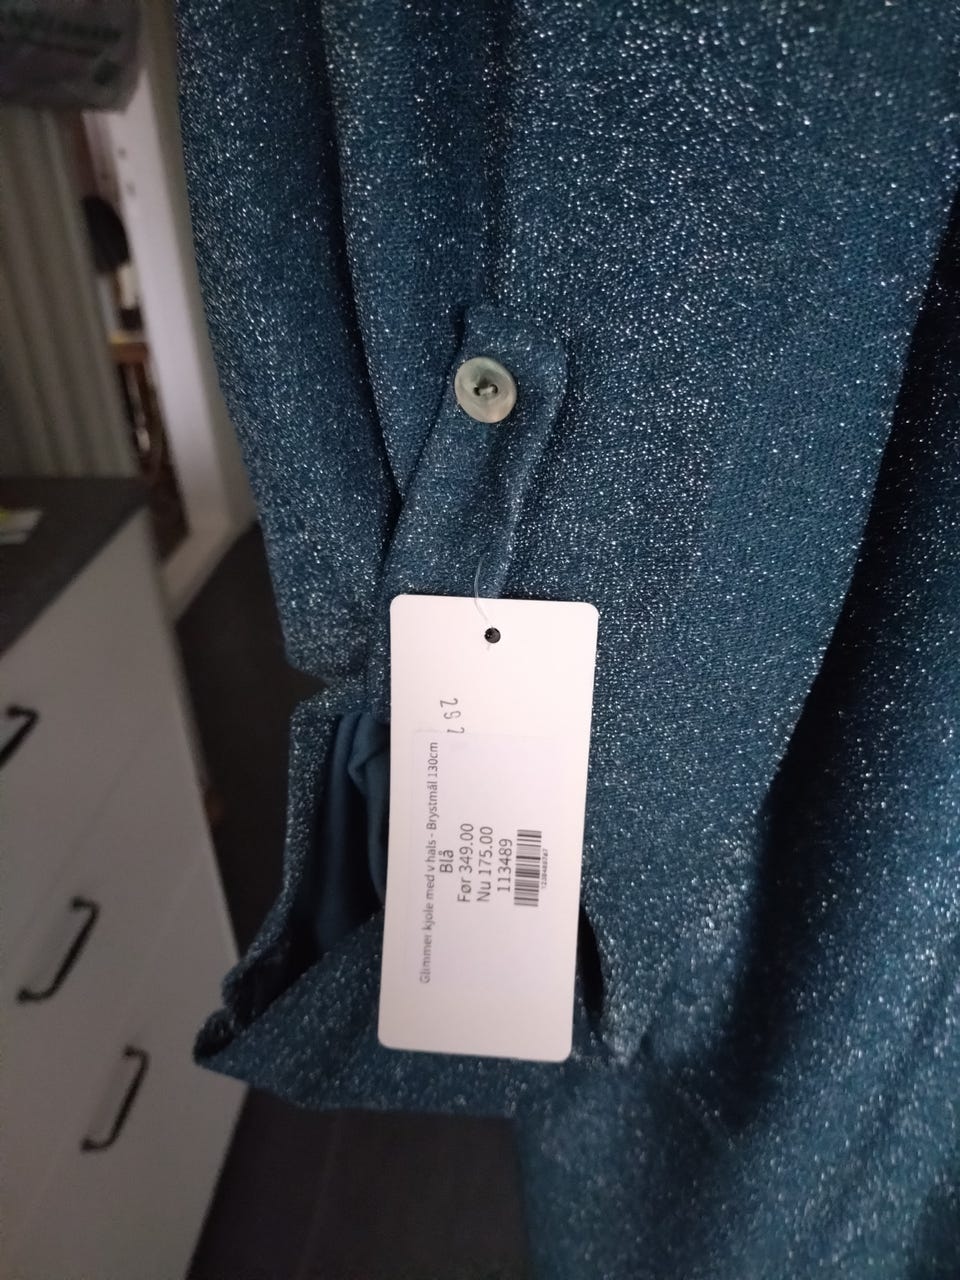 Glimmer kjole med v hals - Brystmål 130cm
Blå
Før 349.00
Nu 175.00
113489